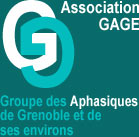 Association
GAGE
Groupe des Aphasiques
de Grenoble et de
ses environs